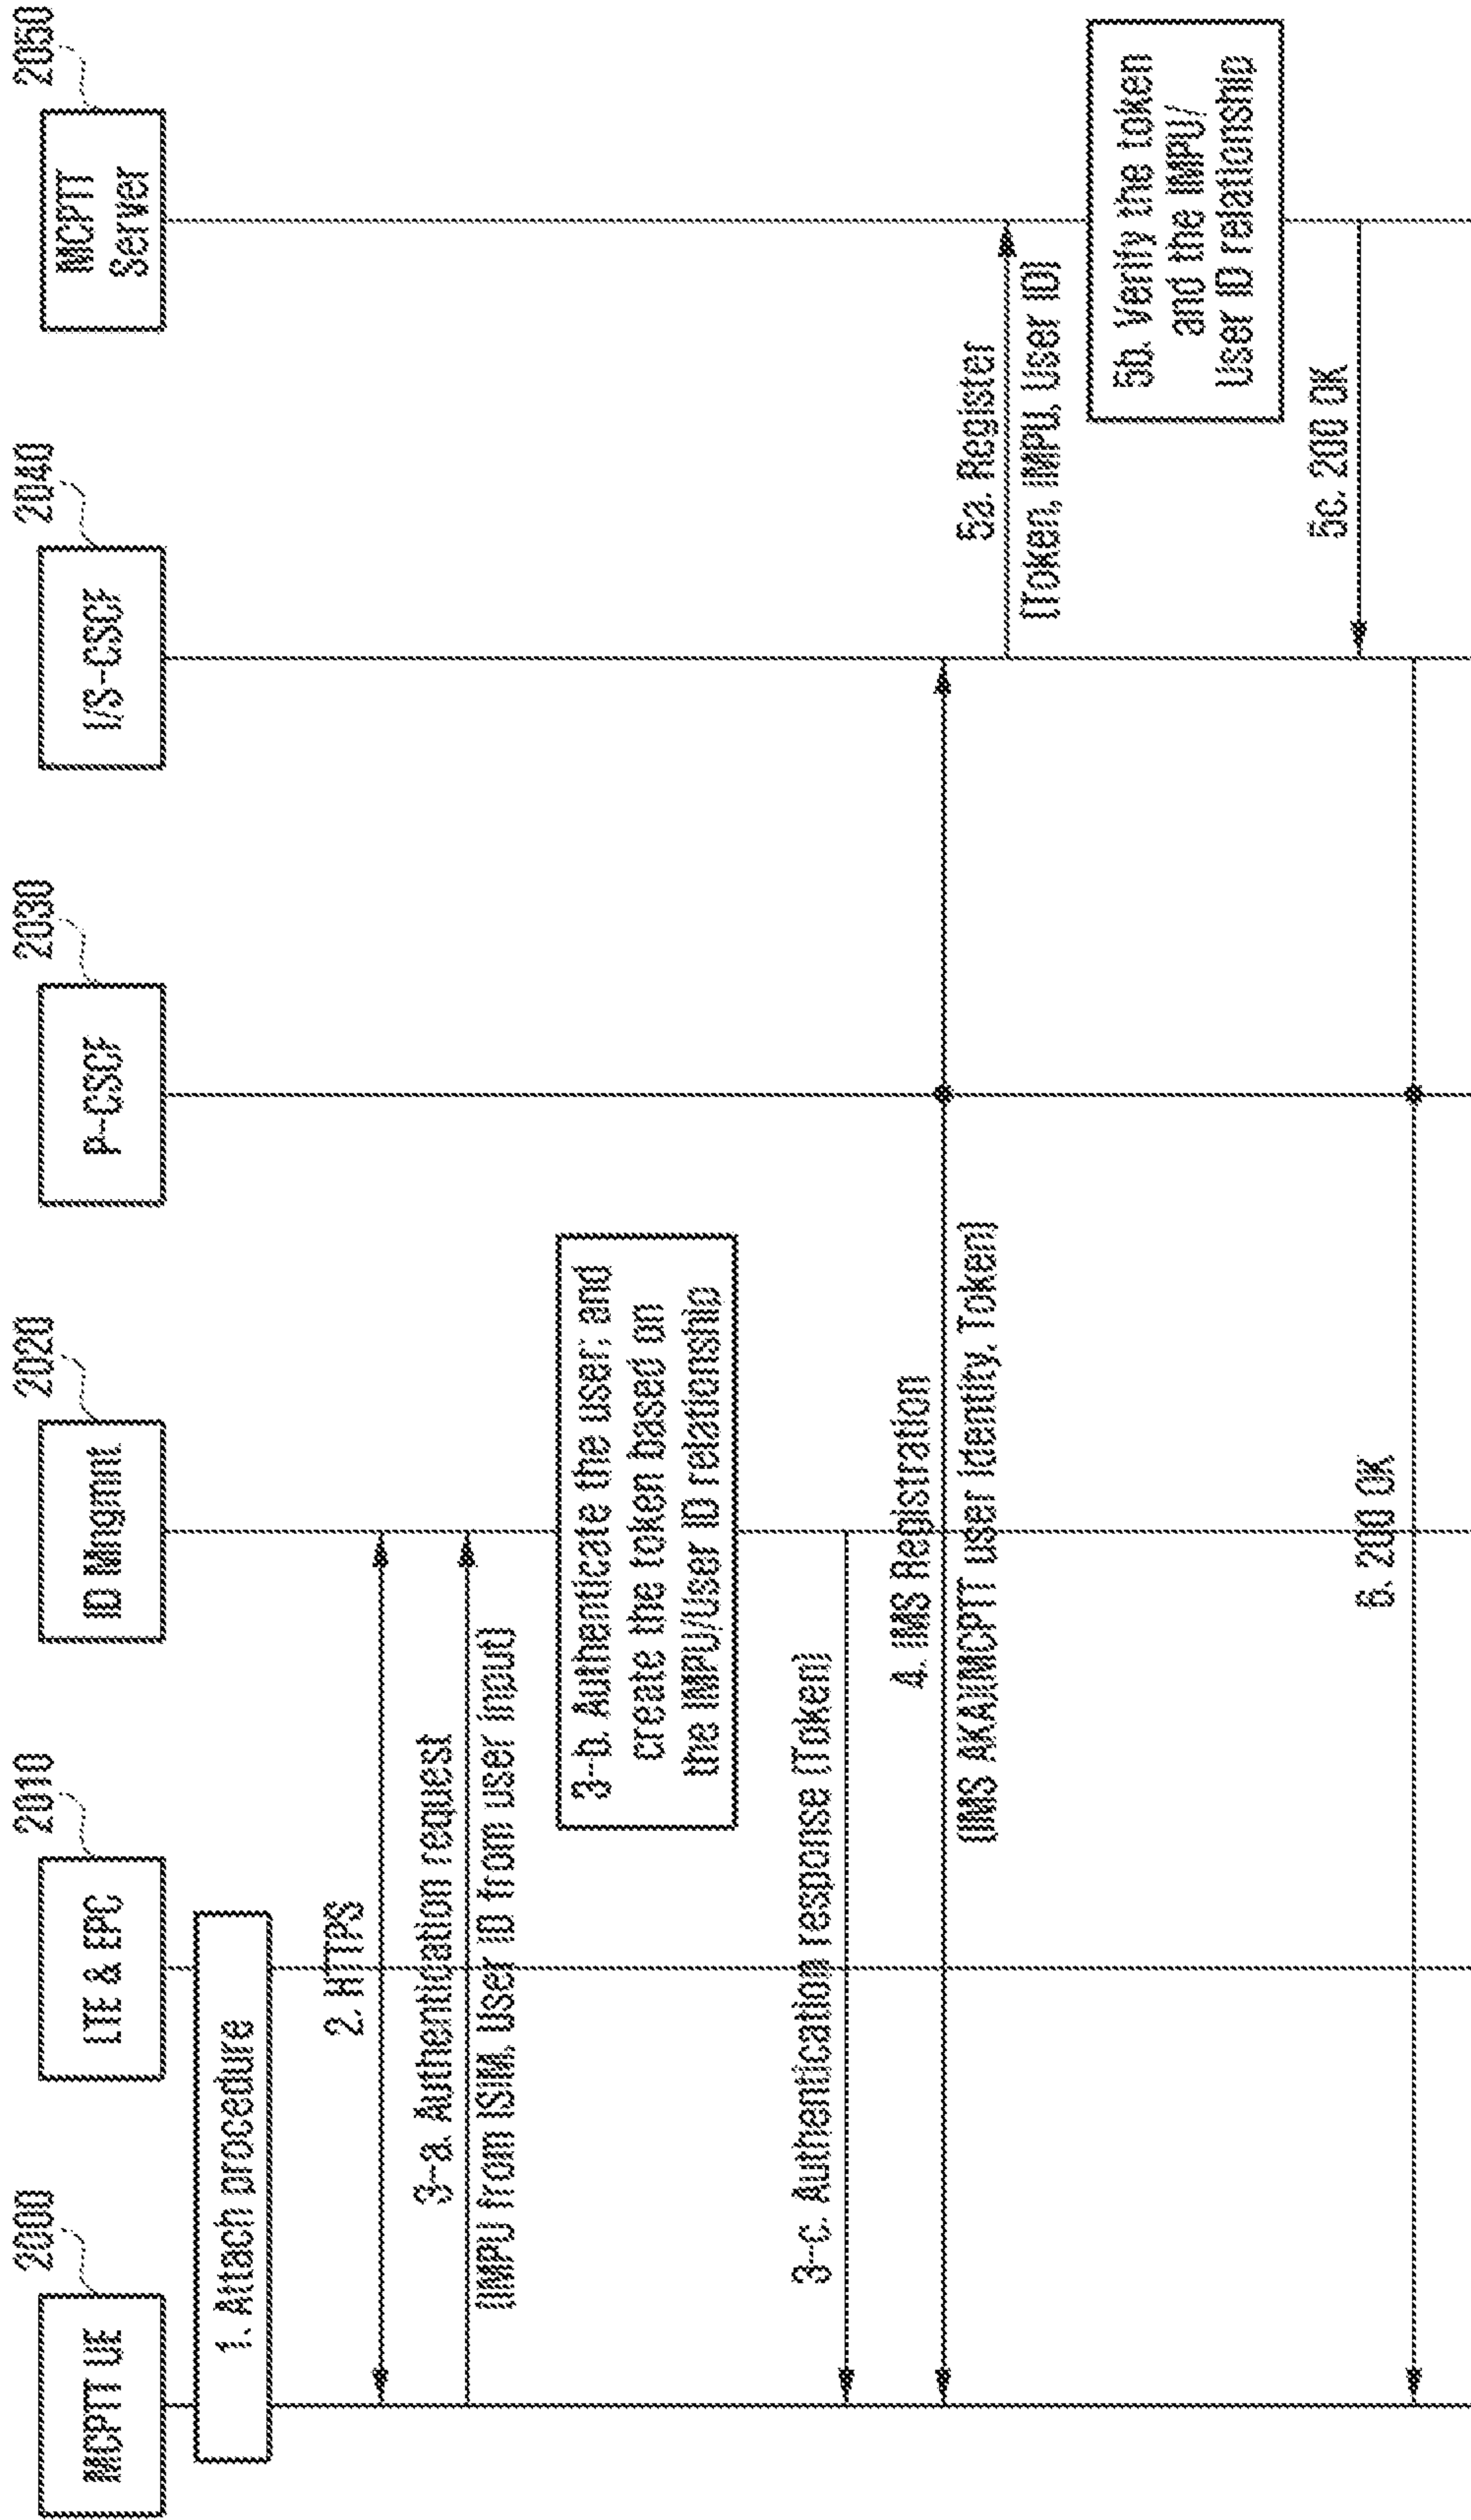 2000
2010
2020
2030
2040
2050
MCPTT UE
LTE & EPC
ID Mngmnt
P-CSCF
I/S-CSCF
MCPTT
Server
1. Attach procedure
2. HTTPS
3-a. Authentication request
(IMPU from ISIM, User ID from user input)
3-b. Authenticate the user; and
create the token based on
the IMPU/User ID relationship
3-c. Authentication response (Token)
4. IMS Registration
(IMS AKA)(MCPTT user identity, Token)
5a. Register
(Token, IMPU, User ID)
5b. Verify the token
and the IMPU/
User ID relationship
5c. 200 OK
6. 200 OK